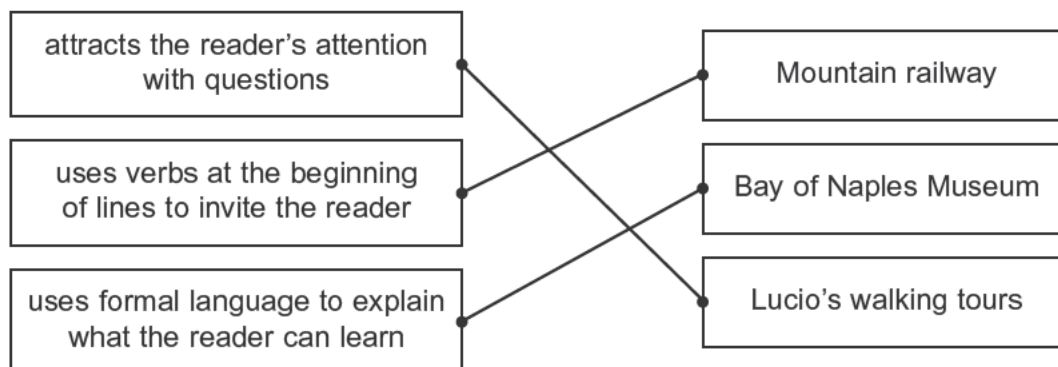 attracts the reader's attention
with questions
uses verbs at the beginning
of lines to invite the reader
uses formal language to explain
what the reader can learn
Mountain railway
Bay of Naples Museum
Lucio's walking tours